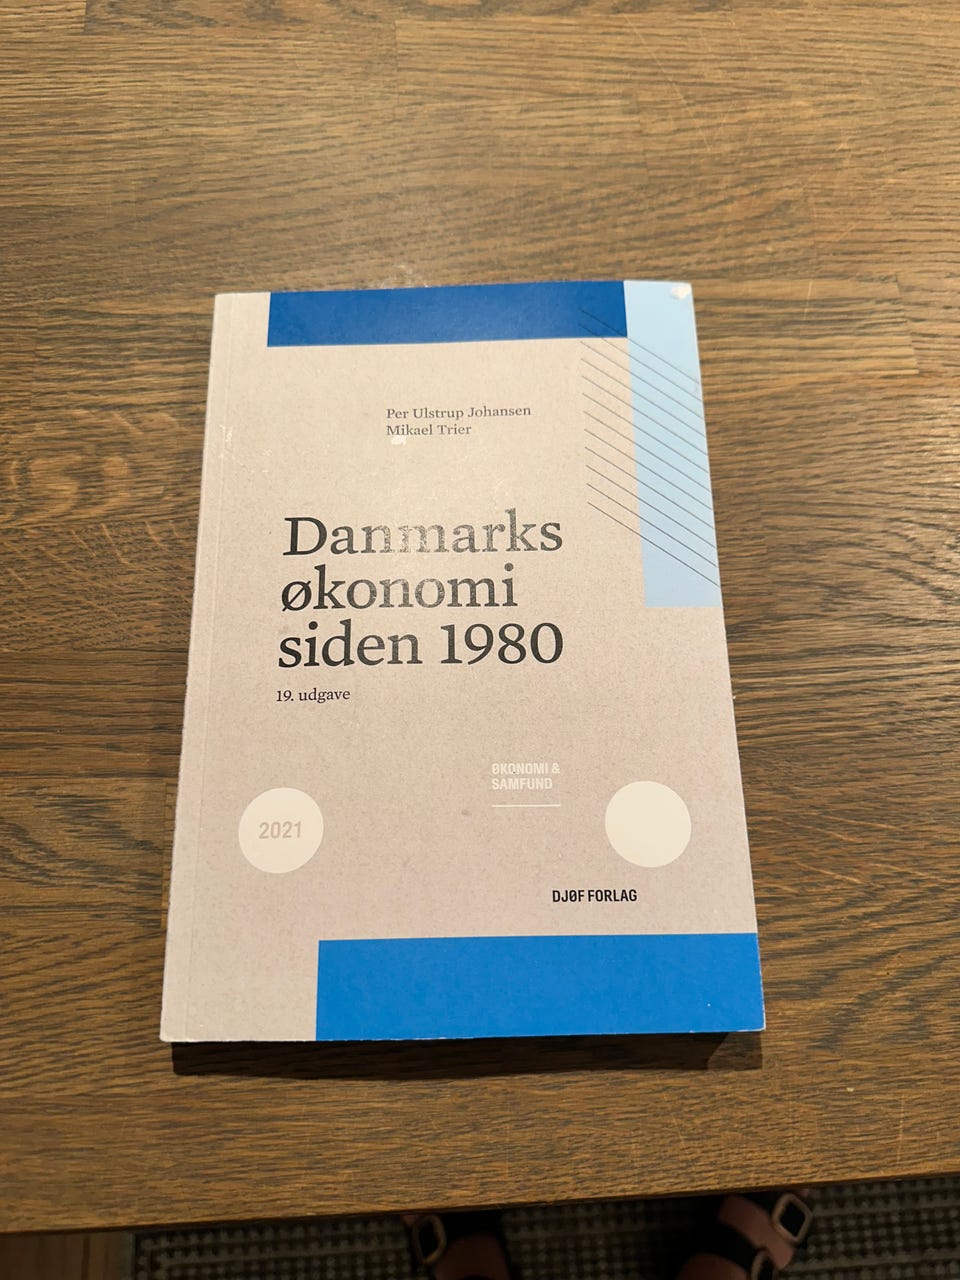 Per Ulstrup Johansen
Mikael Trier
Danmarks
økonomi
siden 1980
19. udgave
ØKONOMI &
SAMFUND
2021
DJØF FORLAG